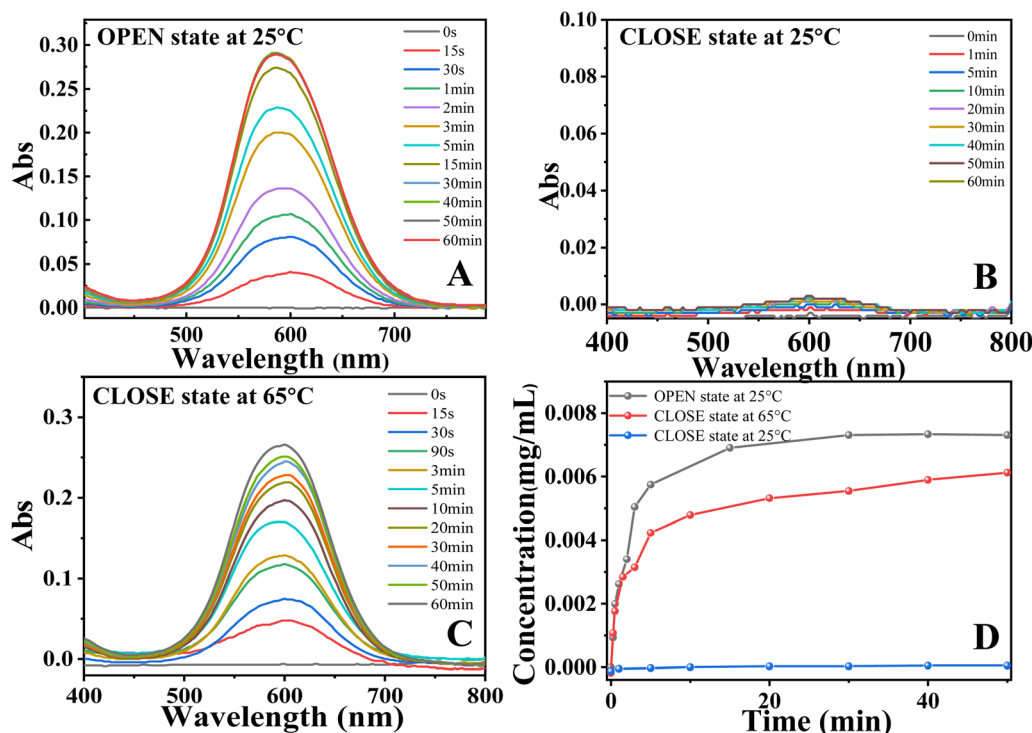 OPEN state at 25°C
0s
15s
30s
1min
2min
3min
5min
15min
30min
40min
50min
60min
0.30
0.25
0.20
0.15
0.10
0.05
0.00
Abs
A
500
600
700
Wavelength (nm)
CLOSE state at 25°C
0min
1min
5min
10min
20min
30min
40min
50min
60min
0.10
0.08
0.06
0.04
0.02
0.00
Abs
B
400
500
600
700
800
Wavelength (nm)
CLOSE state at 65°C
0s
15s
30s
90s
3min
5min
10min
20min
30min
40min
50min
60min
0.3
0.2
0.1
0.0
Abs
C
400
500
600
700
800
Wavelength (nm)
OPEN state at 25°C
CLOSE state at 65°C
CLOSE state at 25°C
0.008
0.006
0.004
0.002
0.000
Concentration(mg/mL)
D
0
20
40
Time (min)